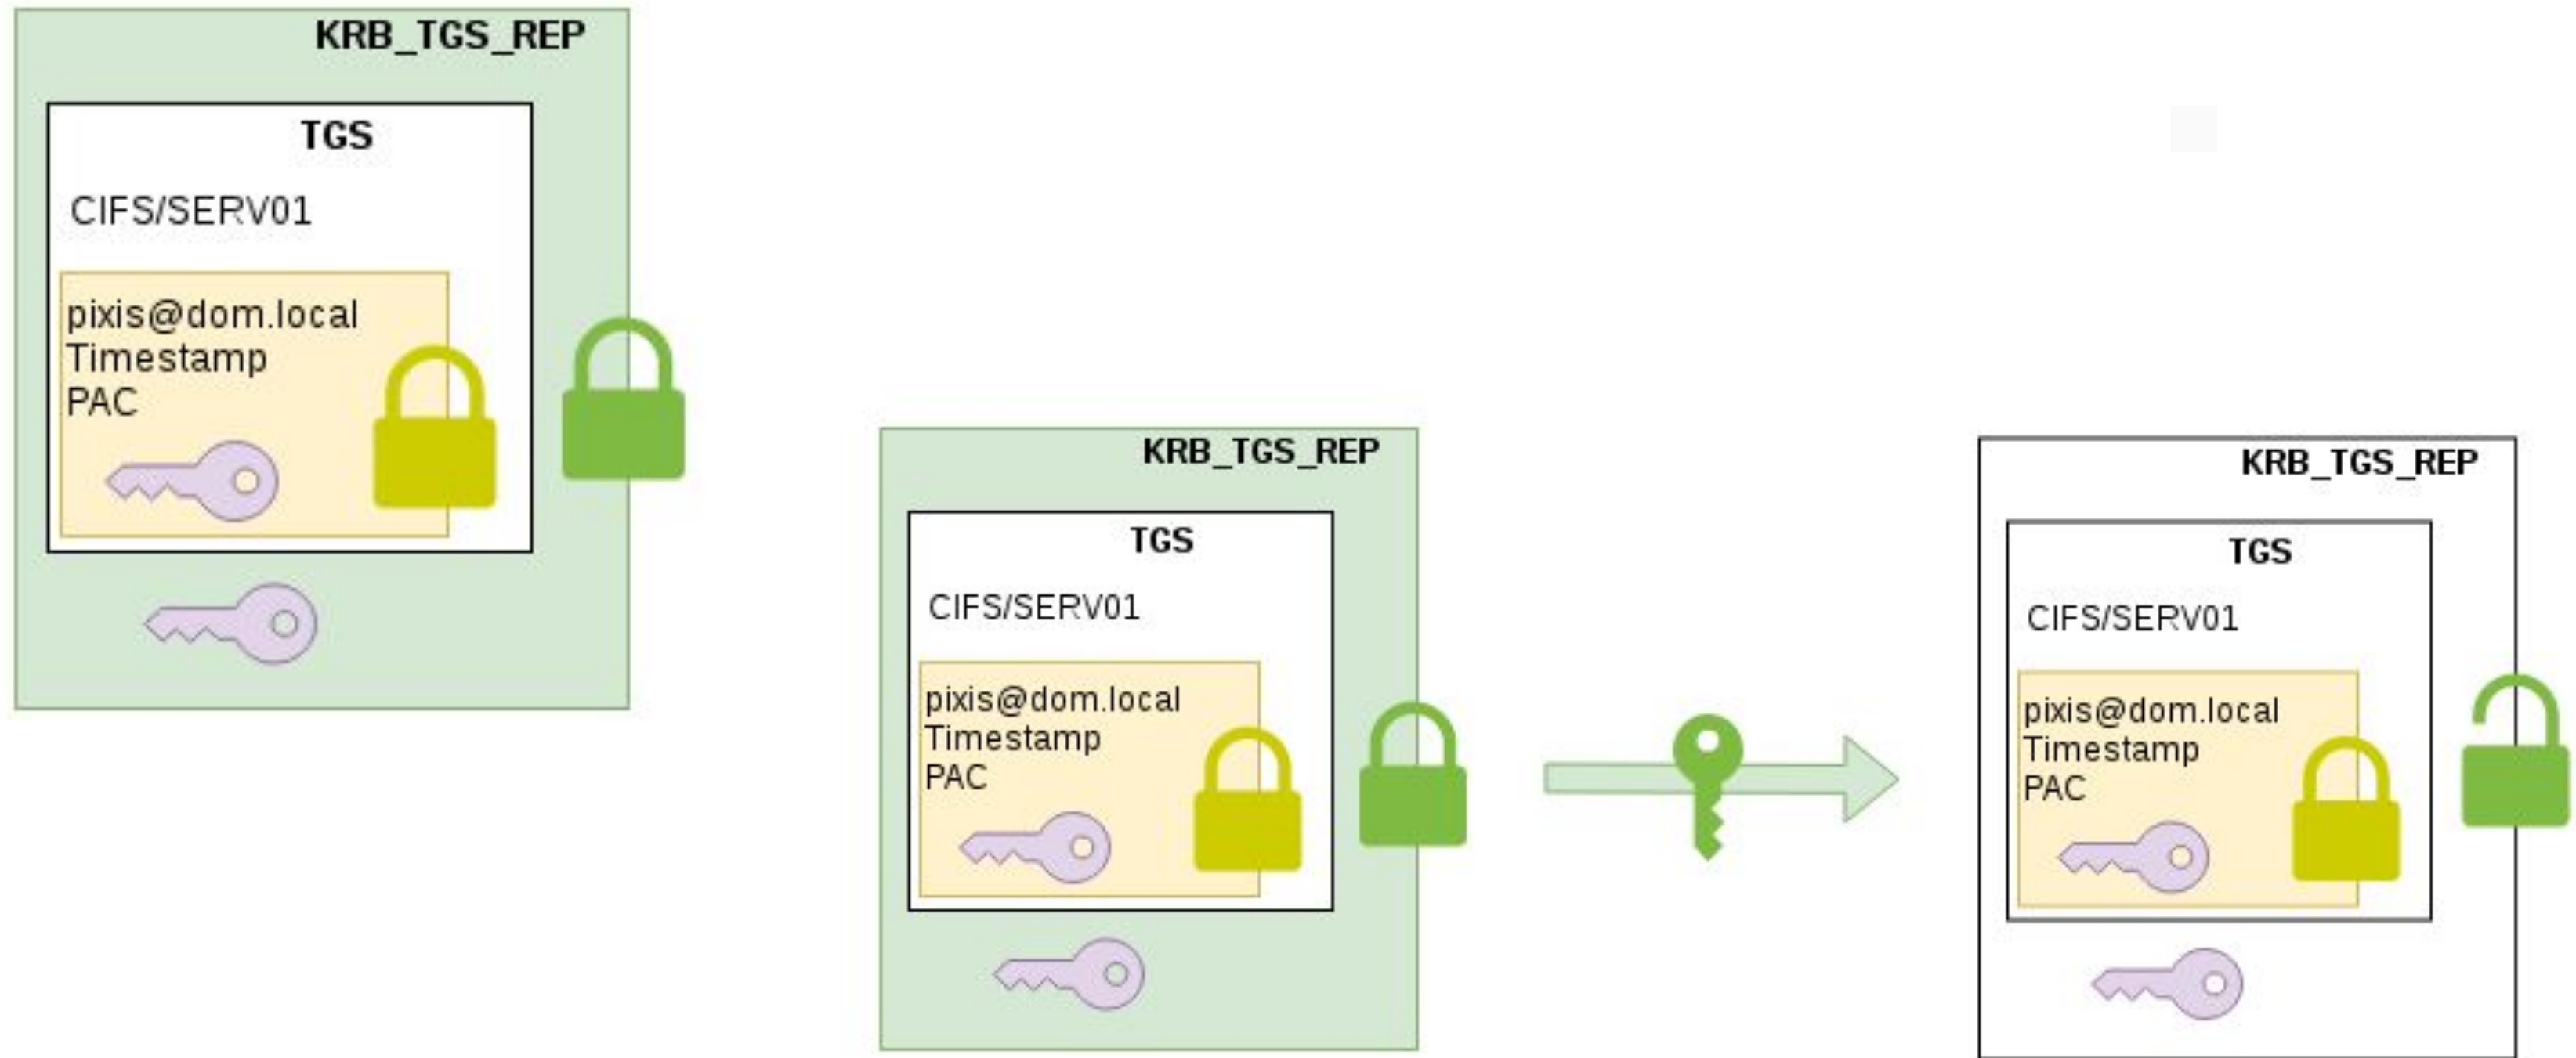 KRB_TGS_REP
TGS
CIFS/SERV01
pixis@dom.local
Timestamp
PAC
KRB_TGS_REP
TGS
CIFS/SERV01
pixis@dom.local
Timestamp
PAC
KRB_TGS_REP
TGS
CIFS/SERV01
pixis@dom.local
Timestamp
PAC